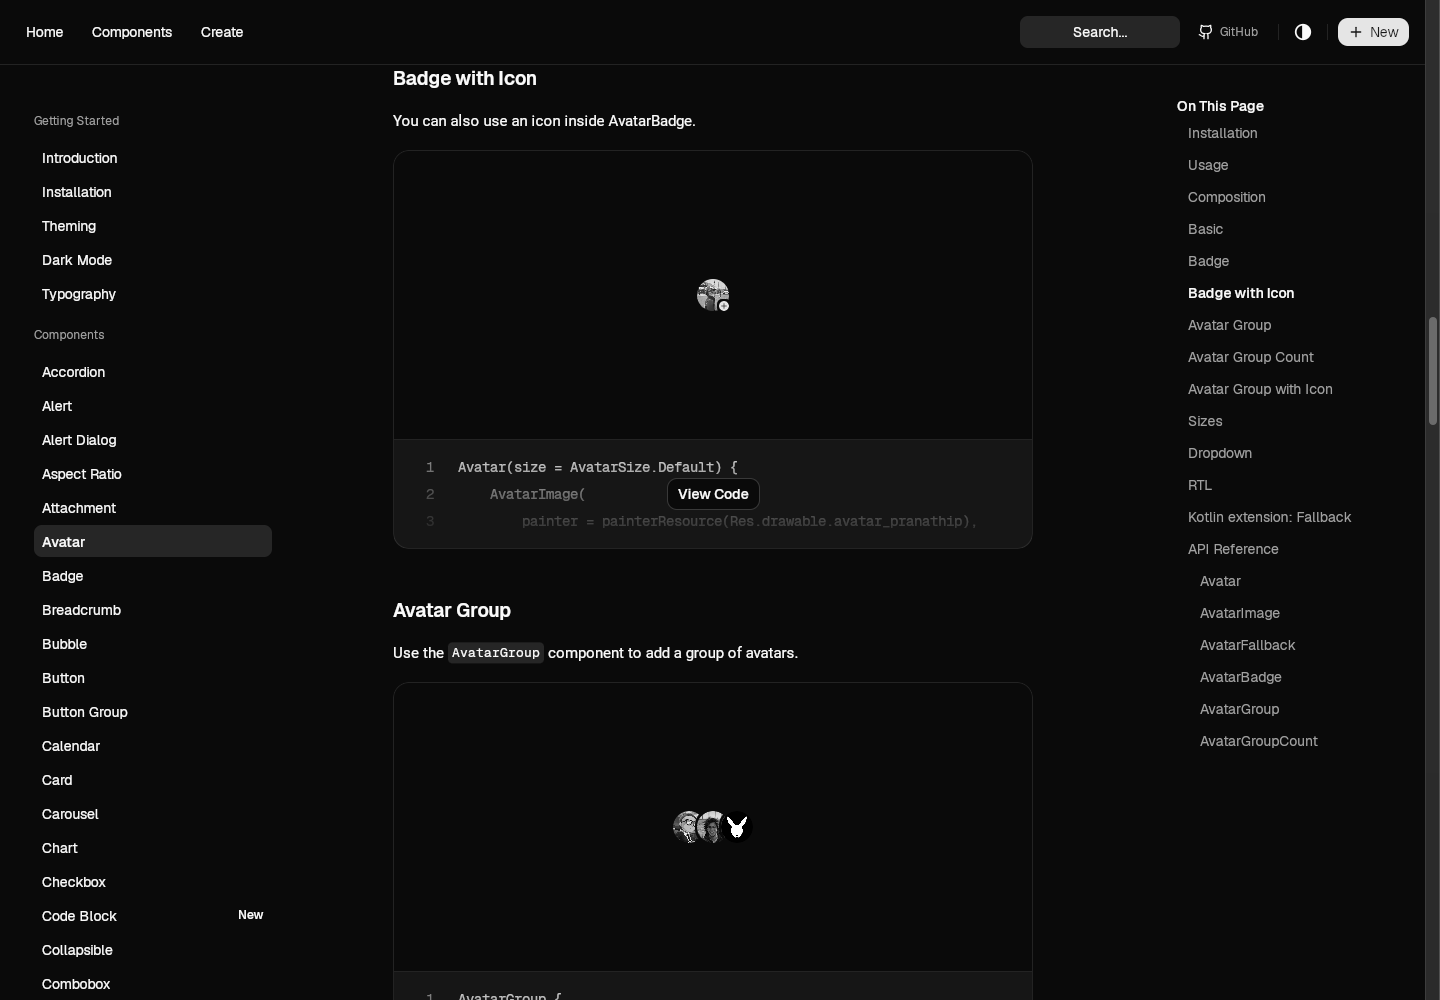 Home
Components
Create
Search...
GitHub
New
Getting Started
Introduction
Installation
Theming
Dark Mode
Typography
Components
Accordion
Alert
Alert Dialog
Aspect Ratio
Attachment
Avatar
Badge
Breadcrumb
Bubble
Button
Button Group
Calendar
Card
Carousel
Chart
Checkbox
Code Block New
Collapsible
Combobox
Badge with Icon
You can also use an icon inside AvatarBadge.
1 Avatar(size = AvatarSize.Default) {
2 AvatarImage(
View Code
3 painter = painterResource(Res.drawable.avatar_pranathip),
Avatar Group
Use the AvatarGroup component to add a group of avatars.
1 AvatarGroup {
On This Page
Installation
Usage
Composition
Basic
Badge
Badge with Icon
Avatar Group
Avatar Group Count
Avatar Group with Icon
Sizes
Dropdown
RTL
Kotlin extension: Fallback
API Reference
Avatar
AvatarImage
AvatarFallback
AvatarBadge
AvatarGroup
AvatarGroupCount